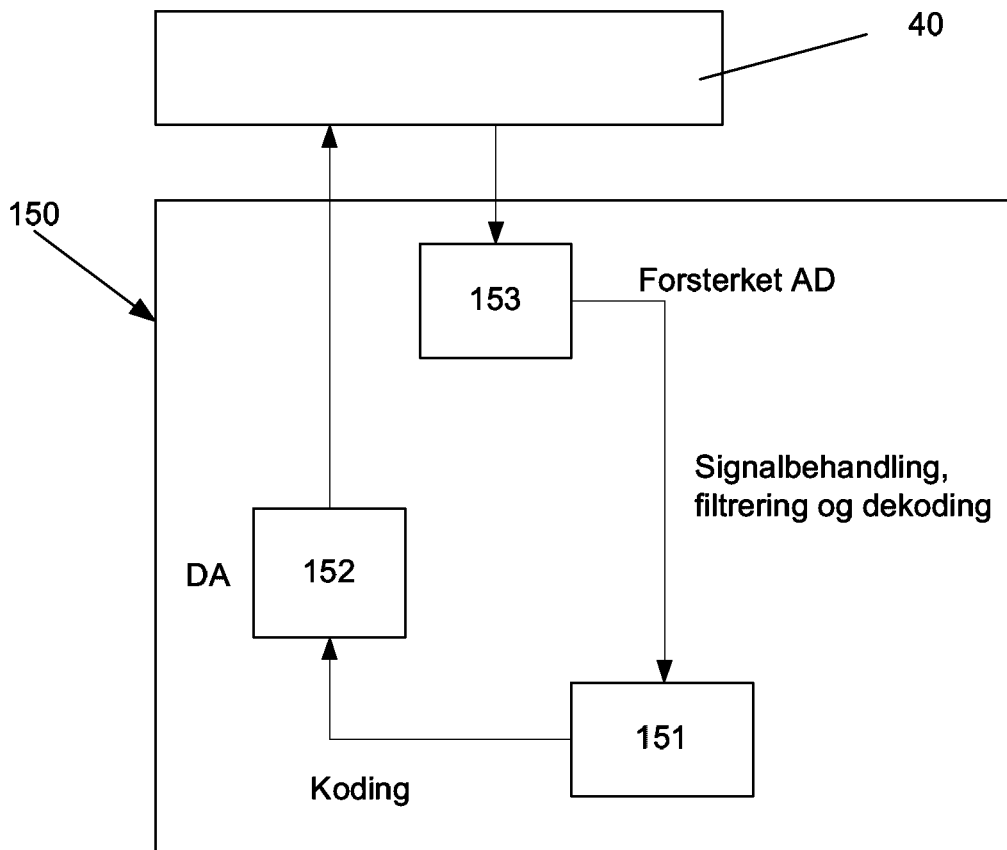 40
150
153
Forsterket AD
Signalbehandling,
filtrering og dekoding
DA
152
151
Koding